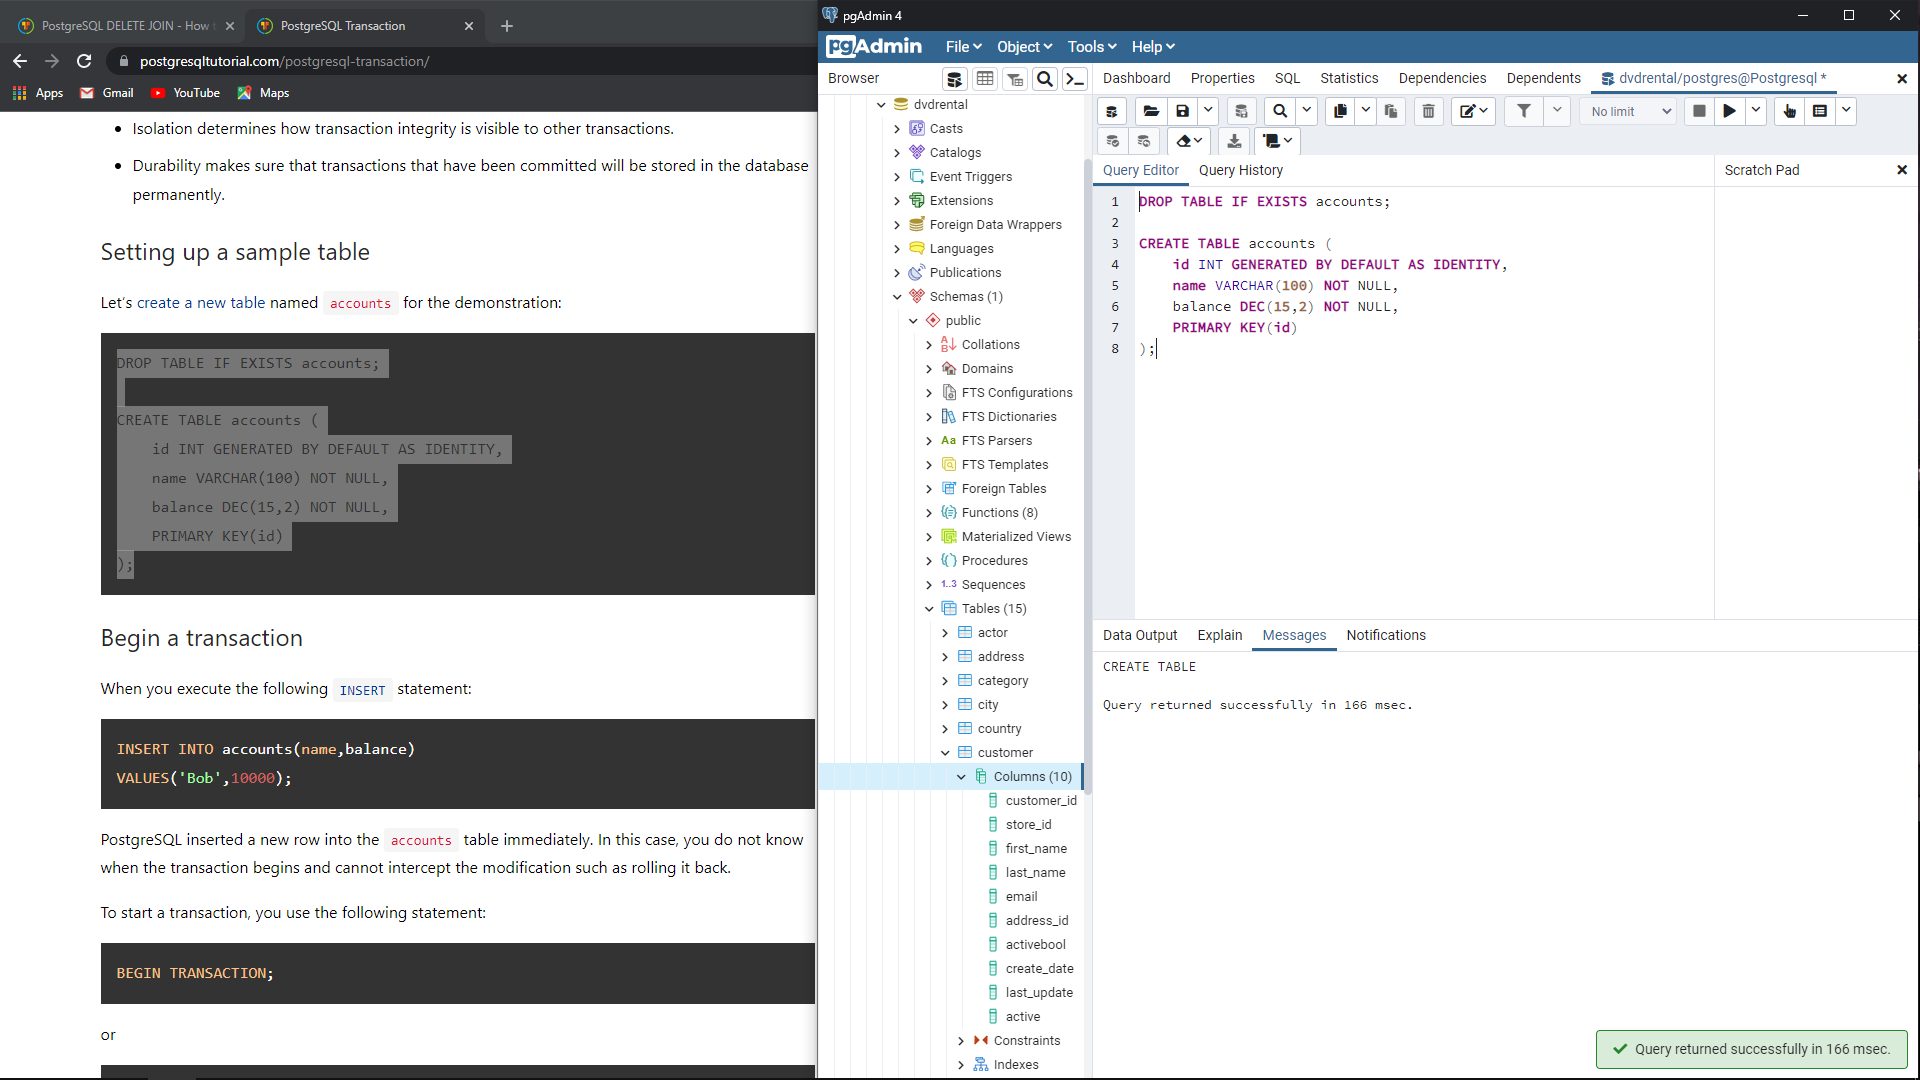 PostgreSQL DELETE JOIN - How
PostgreSQL Transaction
postgresqltutorial.com/postgresql-transaction/
Apps
Gmail
YouTube
Maps
Isolation determines how transaction integrity is visible to other transactions.
Durability makes sure that transactions that have been committed will be stored in the database
permanently.
Setting up a sample table
Let's create a new table named accounts for the demonstration:
DROP TABLE IF EXISTS accounts;
CREATE TABLE accounts (
id INT GENERATED BY DEFAULT AS IDENTITY,
name VARCHAR(100) NOT NULL,
balance DEC(15,2) NOT NULL,
PRIMARY KEY(id)
);
Begin a transaction
When you execute the following INSERT statement:
INSERT INTO accounts(name,balance)
VALUES('Bob',10000);
PostgreSQL inserted a new row into the accounts table immediately. In this case, you do not know
when the transaction begins and cannot intercept the modification such as rolling it back.
To start a transaction, you use the following statement:
BEGIN TRANSACTION;
or
pgAdmin 4
pgAdmin
File
Object
Tools
Help
Browser
dvdrental
Casts
Catalogs
Event Triggers
Extensions
Foreign Data Wrappers
Languages
Publications
Schemas (1)
public
Collations
Domains
FTS Configurations
FTS Dictionaries
Aa FTS Parsers
FTS Templates
Foreign Tables
Functions (8)
Materialized Views
Procedures
1..3 Sequences
Tables (15)
actor
address
category
city
country
customer
Columns (10)
customer_id
store_id
first_name
last_name
email
address_id
activebool
create_date
last_update
active
Constraints
Indexes
Dashboard
Properties
SQL
Statistics
Dependencies
Dependents
dvdrental/postgres@Postgresql *
No limit
Query Editor
Query History
Scratch Pad
1 DROP TABLE IF EXISTS accounts;
2
3 CREATE TABLE accounts (
4 id INT GENERATED BY DEFAULT AS IDENTITY,
5 name VARCHAR(100) NOT NULL,
6 balance DEC(15,2) NOT NULL,
7 PRIMARY KEY(id)
8 );
Data Output
Explain
Messages
Notifications
CREATE TABLE
Query returned successfully in 166 msec.
Query returned successfully in 166 msec.